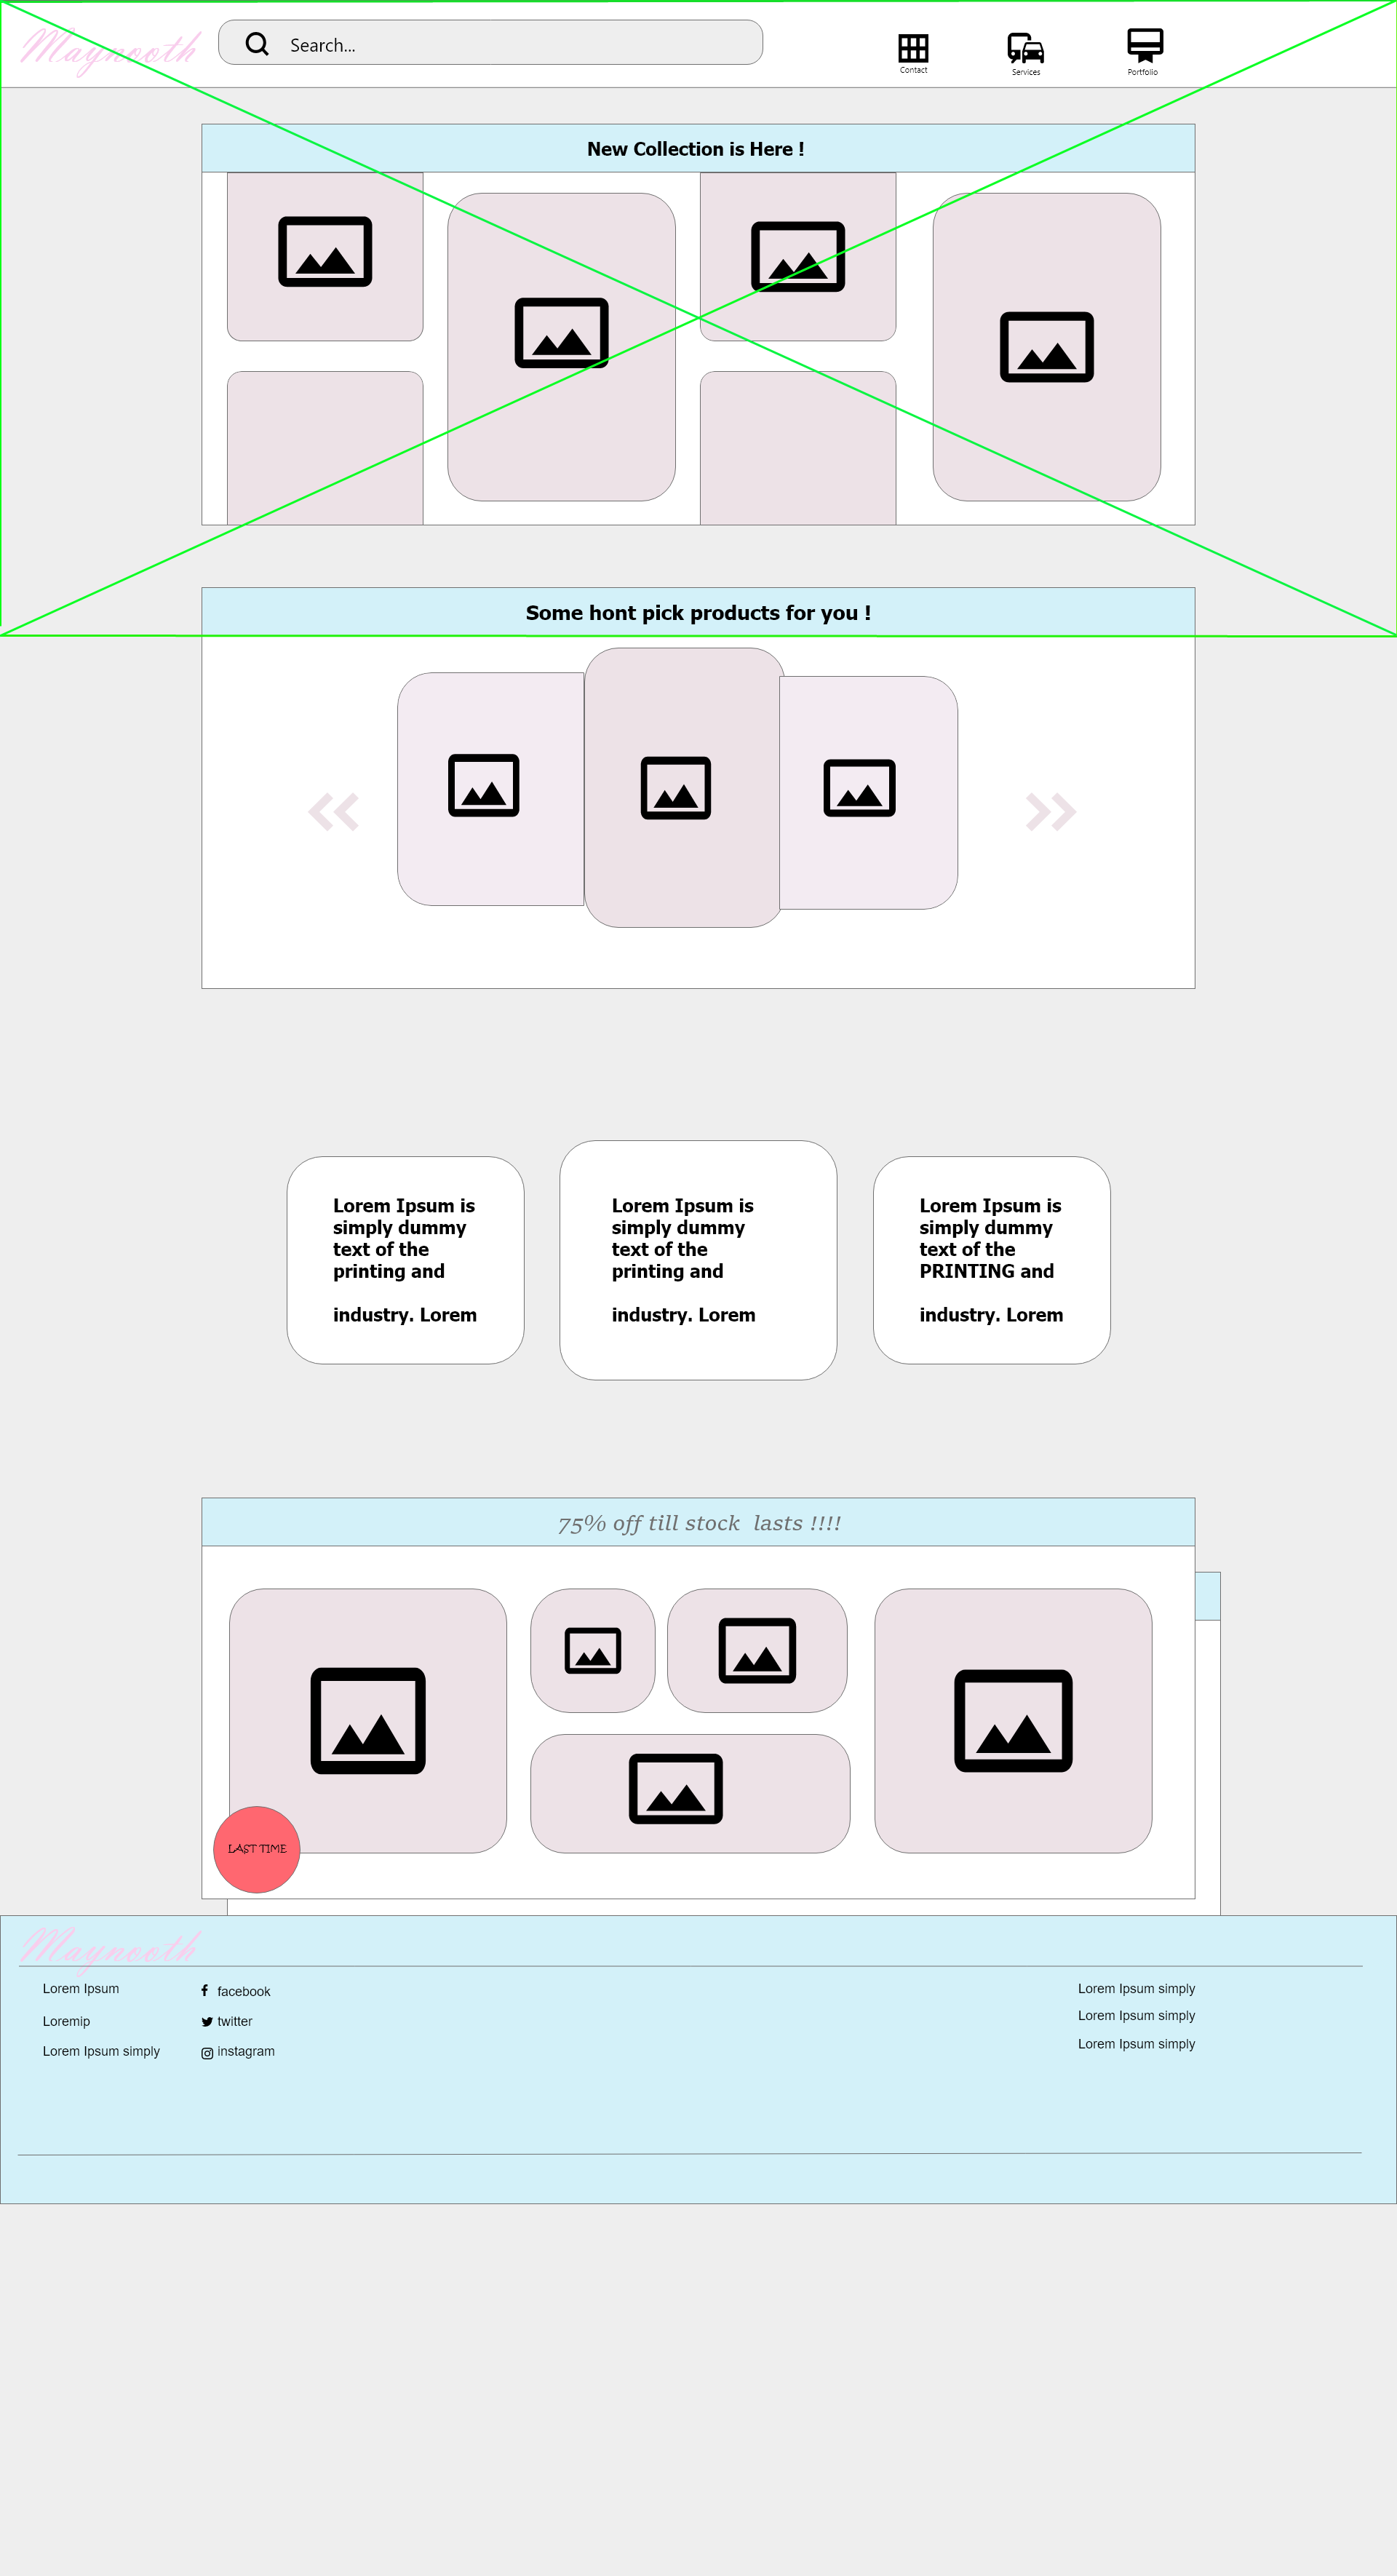 Maynooth
Search...
Contact
Services
Portfolio
New Collection is Here !
Some hont pick products for you !
Lorem Ipsum is
simply dummy
text of the
printing and
industry. Lorem
Lorem Ipsum is
simply dummy
text of the
printing and
industry. Lorem
Lorem Ipsum is
simply dummy
text of the
PRINTING and
industry. Lorem
75% off till stock lasts !!!!
LAST TIME
Maynooth
Lorem Ipsum
Loremip
Lorem Ipsum simply
facebook
twitter
instagram
Lorem Ipsum simply
Lorem Ipsum simply
Lorem Ipsum simply